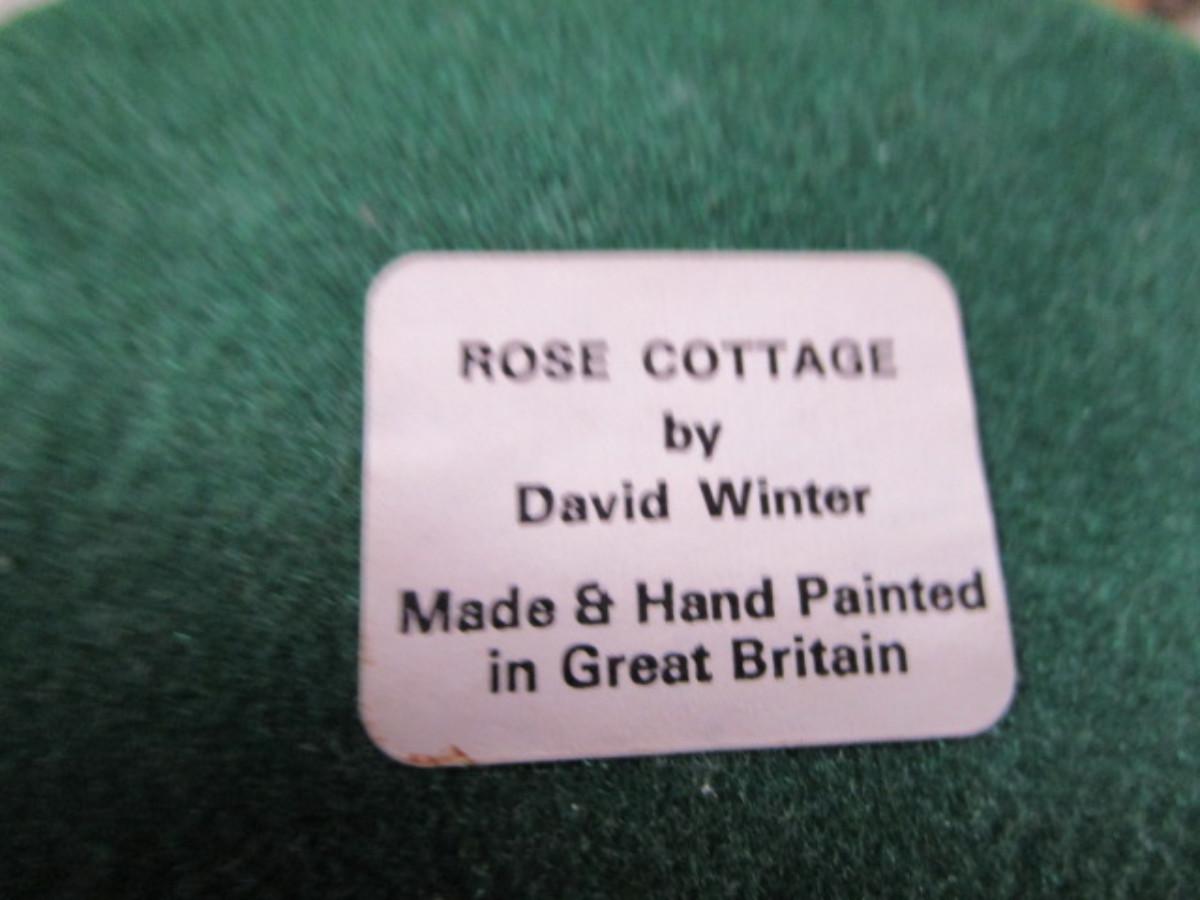 ROSE COTTAGE
by
David Winter
Made & Hand Painted
in Great Britain